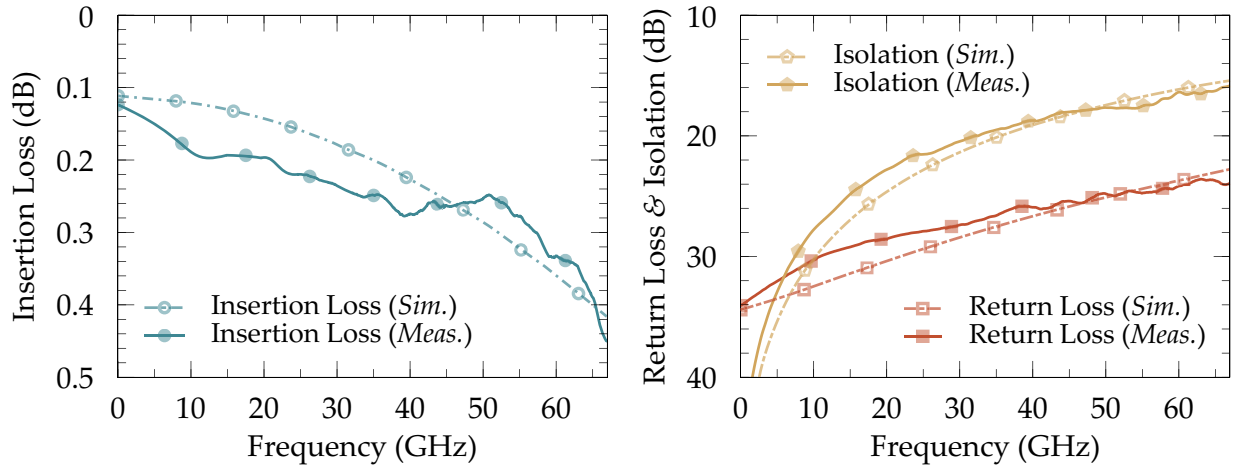 0
0.1
0.2
0.3
0.4
0.5
Insertion Loss (dB)
Insertion Loss (Sim.)
Insertion Loss (Meas.)
0 10 20 30 40 50 60
Frequency (GHz)
10
20
30
40
Return Loss & Isolation (dB)
Isolation (Sim.)
Isolation (Meas.)
Return Loss (Sim.)
Return Loss (Meas.)
0 10 20 30 40 50 60
Frequency (GHz)